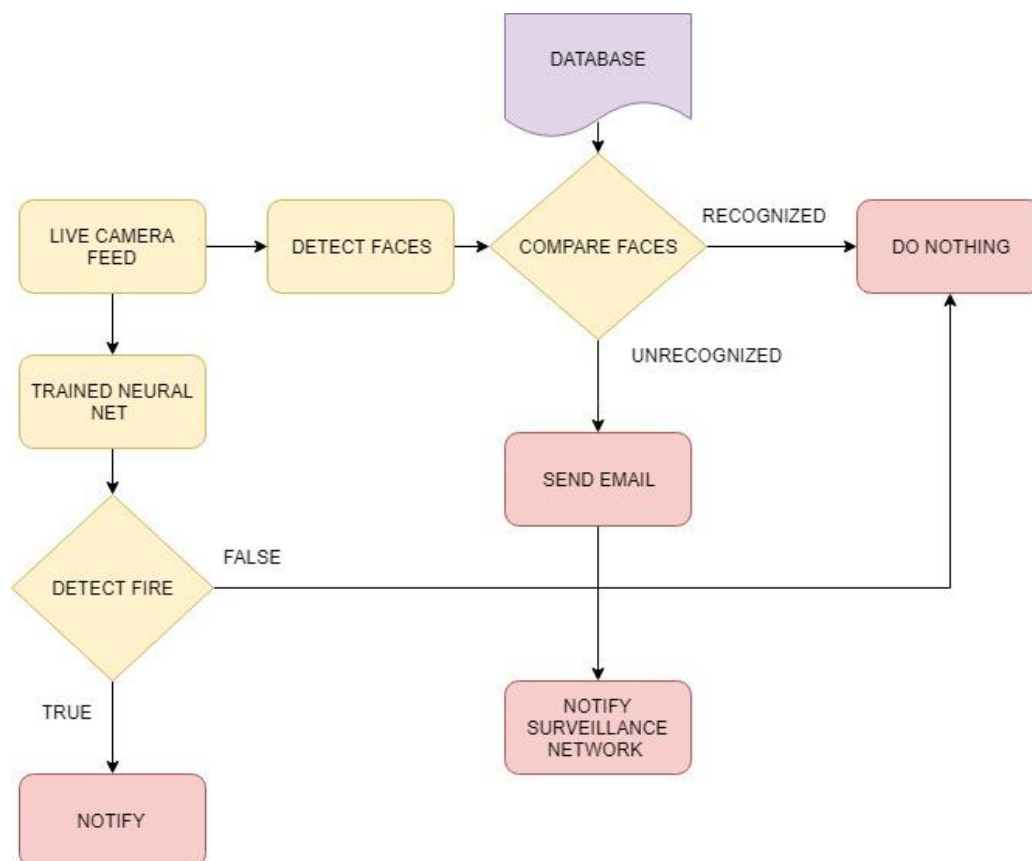 DATABASE
RECOGNIZED
LIVE CAMERA
FEED
DETECT FACES
COMPARE FACES
DO NOTHING
UNRECOGNIZED
TRAINED NEURAL
NET
SEND EMAIL
FALSE
DETECT FIRE
TRUE
NOTIFY
SURVEILLANCE
NETWORK
NOTIFY